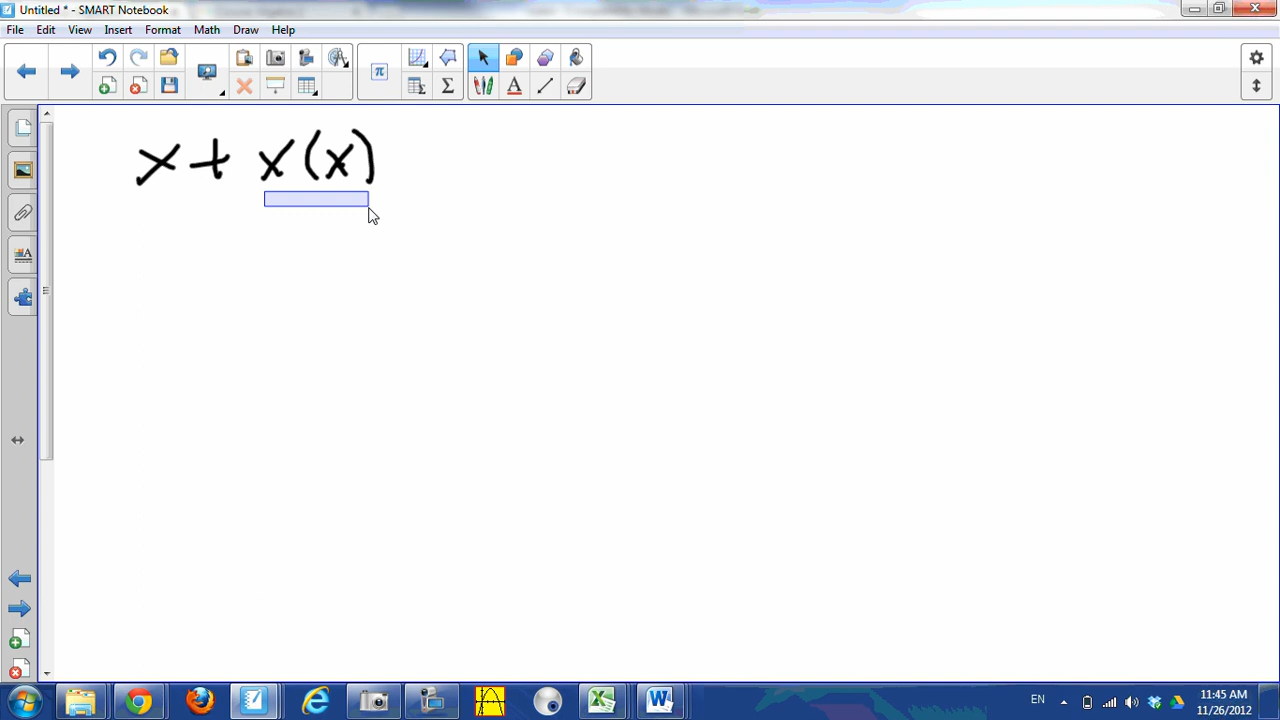 Untitled * - SMART Notebook
File Edit View Insert Format Math Draw Help
π Σ A
x + x(x)
A
EN
11:45 AM
11/26/2012